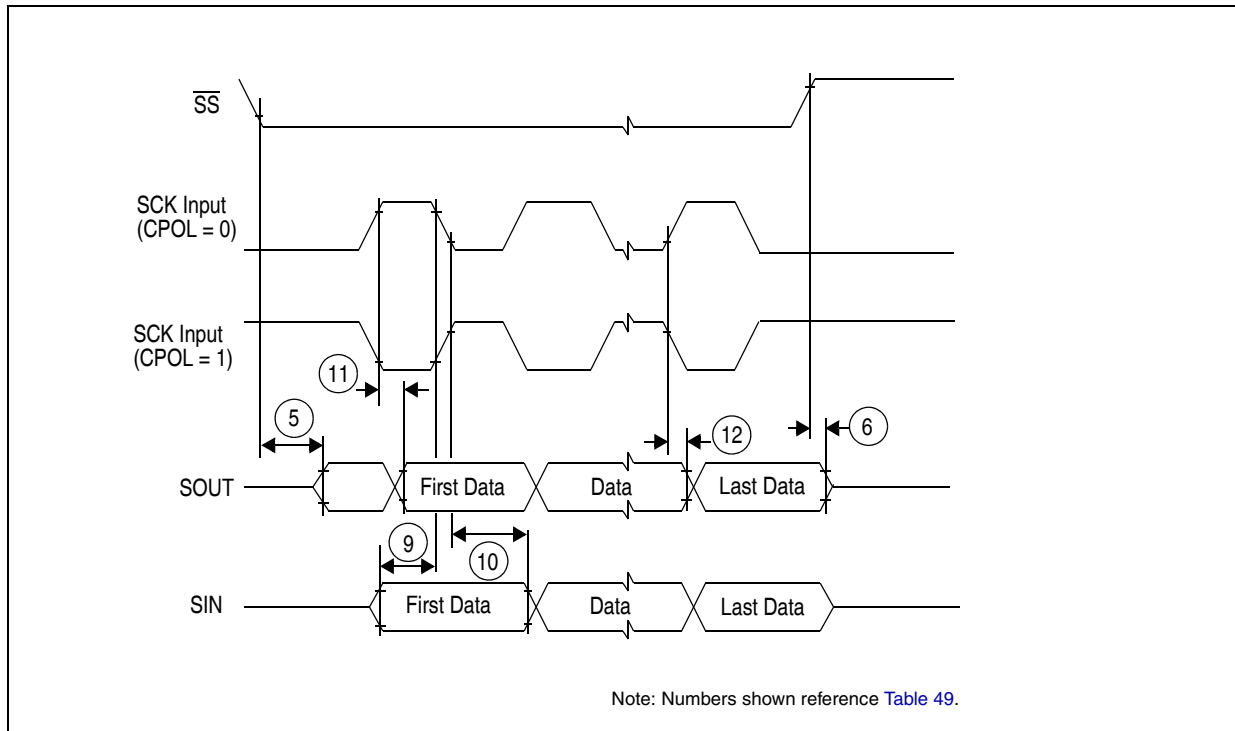 SS
SCK Input
(CPOL = 0)
SCK Input
(CPOL = 1)
11
5
12
6
SOUT
First Data
Data
Last Data
9
10
SIN
First Data
Data
Last Data
Note: Numbers shown reference Table 49.